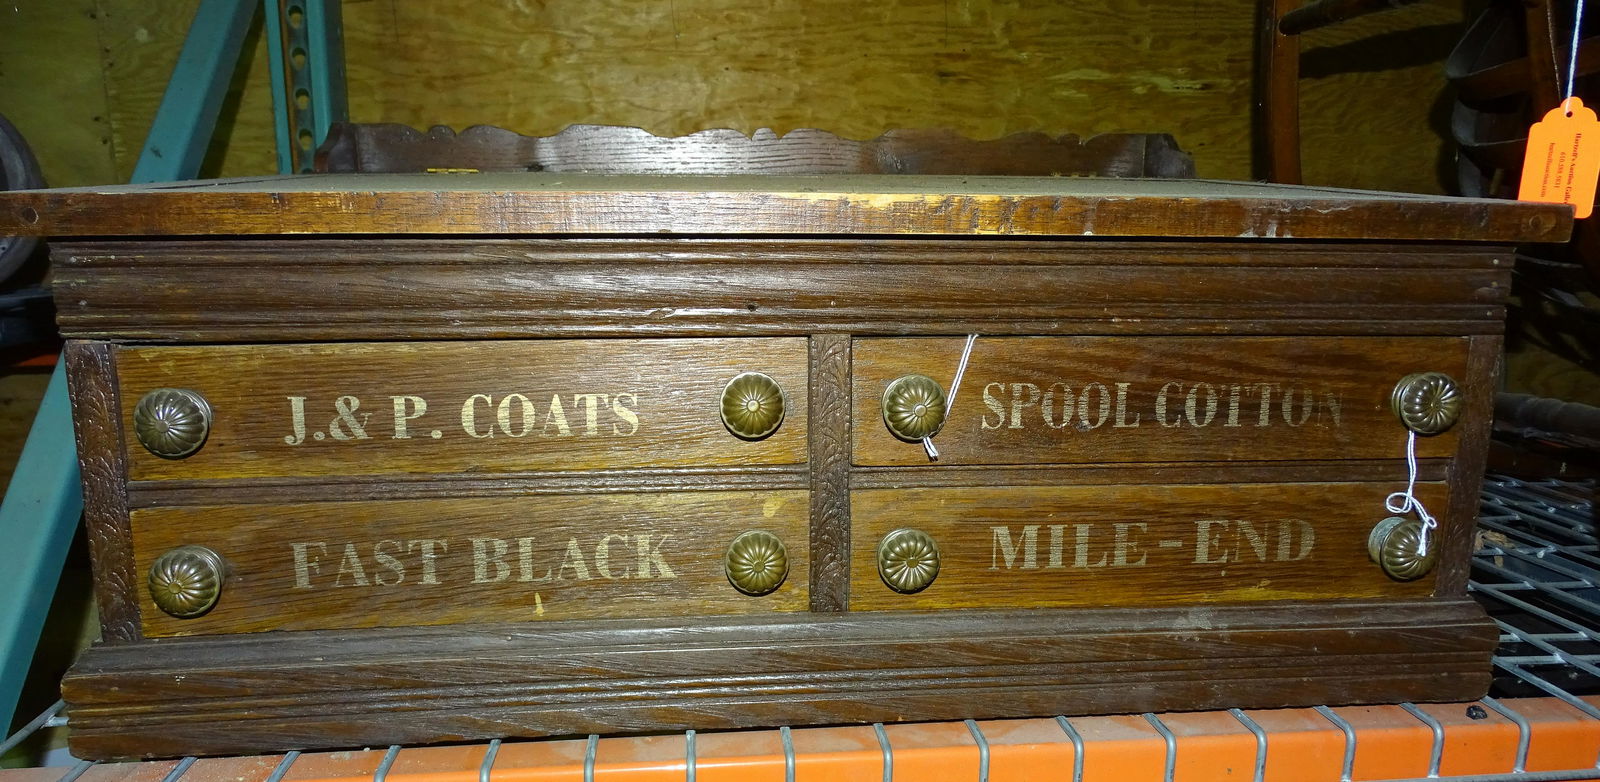 J. & P. COATS
SPOOL COTTON
FAST BLACK
MILE-END